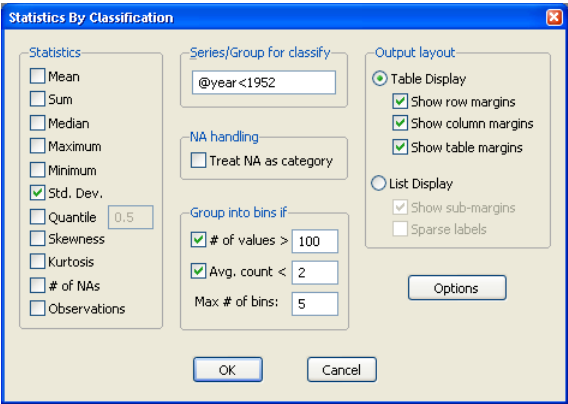 Statistics By Classification
Statistics
Mean
Sum
Median
Maximum
Minimum
Std. Dev.
Quantile 0.5
Skewness
Kurtosis
# of NAs
Observations
Series/Group for classify
@year<1952
NA handling
Treat NA as category
Group into bins if
# of values > 100
Avg. count < 2
Max # of bins: 5
Output layout
Table Display
Show row margins
Show column margins
Show table margins
List Display
Show sub-margins
Sparse labels
Options
OK
Cancel